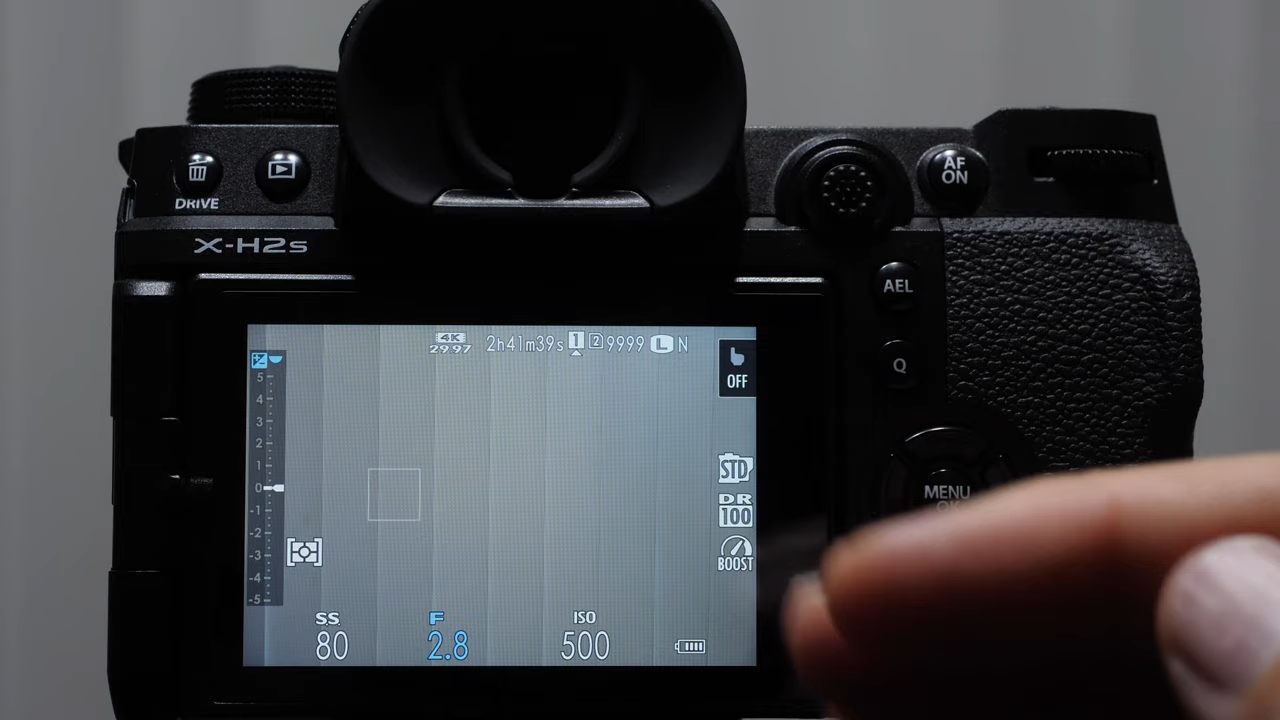 DRIVE
AF
ON
X-H2S
AEL
Q
MENU
OK
4K
29.97
2h41m39s 1 2 9999 L N
OFF
5
4
3
2
1
0
-1
-2
-3
-4
-5
STD
DR
100
BOOST
S.S. F ISO
80 2.8 500